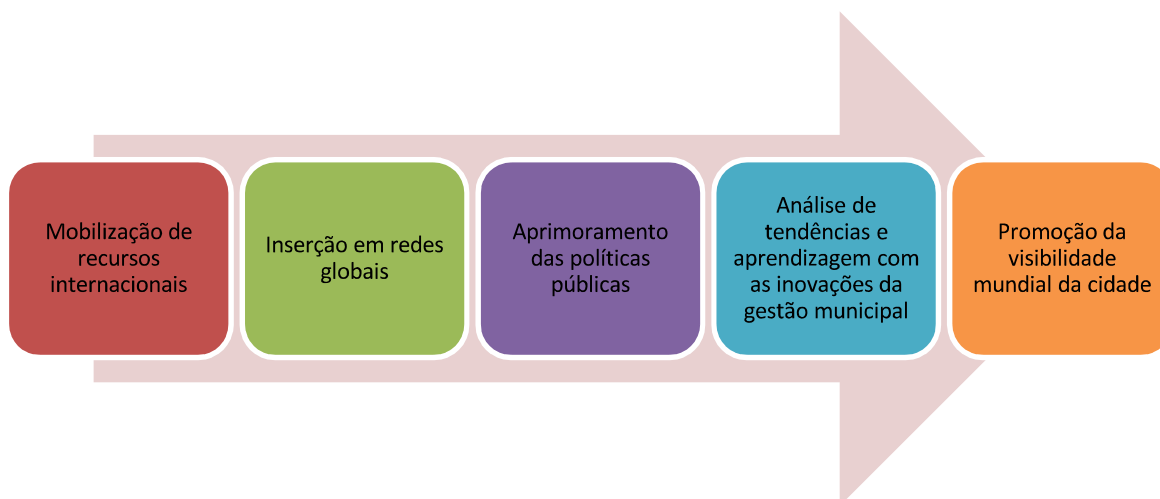 Mobilização de
recursos
internacionais
Inserção em redes
globais
Aprimoramento
das políticas
públicas
Análise de
tendências e
aprendizagem com
as inovações da
gestão municipal
Promoção da
visibilidade
mundial da cidade